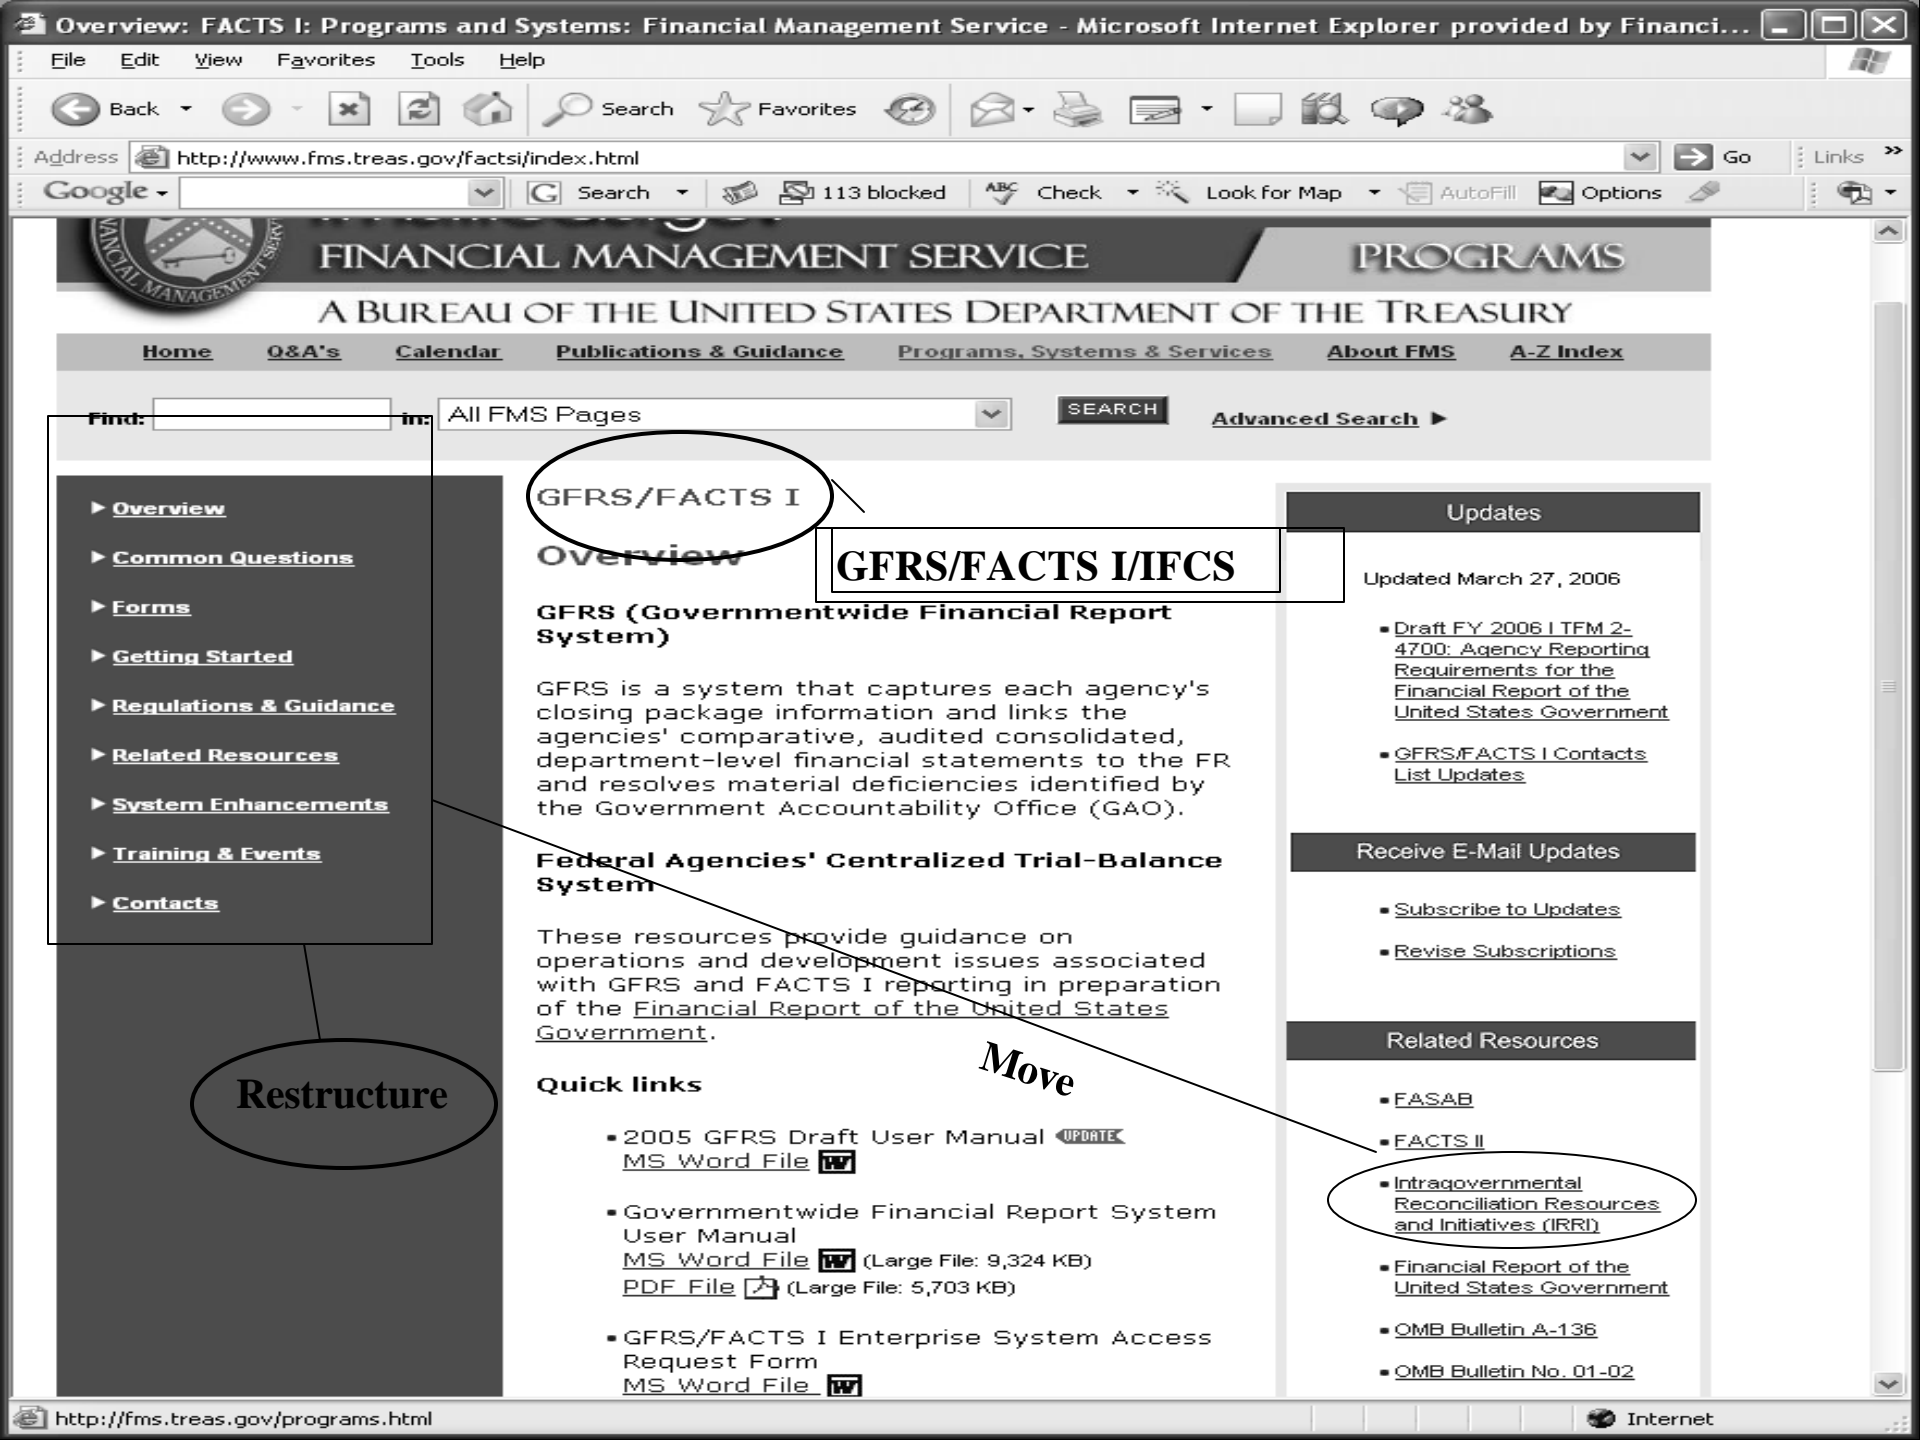 Overview: FACTS I: Programs and Systems: Financial Management Service - Microsoft Internet Explorer provided by Financi...
File Edit View Favorites Tools Help
Back Search Favorites
Address http://www.fms.treas.gov/factsi/index.html Go Links »
Google Search 113 blocked ABC Check Look for Map AutoFill Options
FINANCIAL MANAGEMENT SERVICE PROGRAMS
A BUREAU OF THE UNITED STATES DEPARTMENT OF THE TREASURY
Home Q&A's Calendar Publications & Guidance Programs, Systems & Services About FMS A-Z Index
Find: in: All FMS Pages SEARCH Advanced Search
Overview
Common Questions
Forms
Getting Started
Regulations & Guidance
Related Resources
System Enhancements
Training & Events
Contacts
Restructure
GFRS/FACTS I
GFRS/FACTS I/IFCS
Overview
GFRS (Governmentwide Financial Report
System)
GFRS is a system that captures each agency's
closing package information and links the
agencies' comparative, audited consolidated,
department-level financial statements to the FR
and resolves material deficiencies identified by
the Government Accountability Office (GAO).
Federal Agencies' Centralized Trial-Balance
System
These resources provide guidance on
operations and development issues associated
with GFRS and FACTS I reporting in preparation
of the Financial Report of the United States
Government.
Move
Quick links
2005 GFRS Draft User Manual UPDATE
MS Word File
Governmentwide Financial Report System
User Manual
MS Word File (Large File: 9,324 KB)
PDF File (Large File: 5,703 KB)
GFRS/FACTS I Enterprise System Access
Request Form
MS Word File
Updates
Updated March 27, 2006
Draft FY 2006 I TFM 2-
4700: Agency Reporting
Requirements for the
Financial Report of the
United States Government
GFRS/FACTS I Contacts
List Updates
Receive E-Mail Updates
Subscribe to Updates
Revise Subscriptions
Related Resources
FASAB
FACTS II
Intragovernmental
Reconciliation Resources
and Initiatives (IRRI)
Financial Report of the
United States Government
OMB Bulletin A-136
OMB Bulletin No. 01-02
http://fms.treas.gov/programs.html Internet